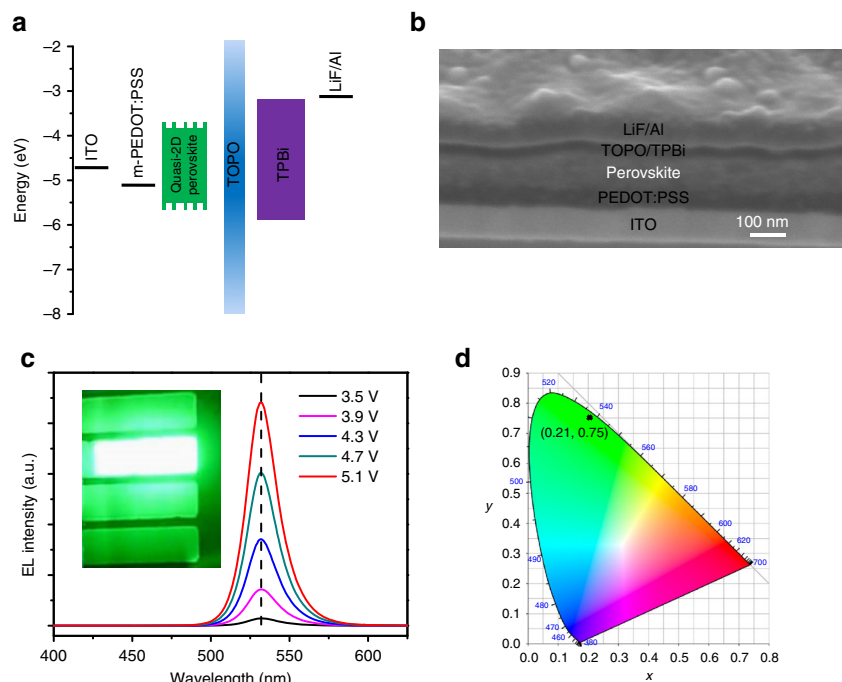 a
−2
−3
−4
−5
−6
−7
−8
Energy (eV)
ITO
m-PEDOT:PSS
Quasi-2D
perovskite
TOPO
TPBi
LiF/Al
b
LiF/Al
TOPO/TPBi
Perovskite
PEDOT:PSS
ITO
100 nm
c
EL intensity (a.u.)
3.5 V
3.9 V
4.3 V
4.7 V
5.1 V
400 450 500 550 600
Wavelength (nm)
d
0.9
0.8
0.7
0.6
0.5
0.4
0.3
0.2
0.1
0.0
y
520
540
(0.21, 0.75)
560
500
580
600
620
490
700
480
470
460
380
0.0 0.1 0.2 0.3 0.4 0.5 0.6 0.7 0.8
x